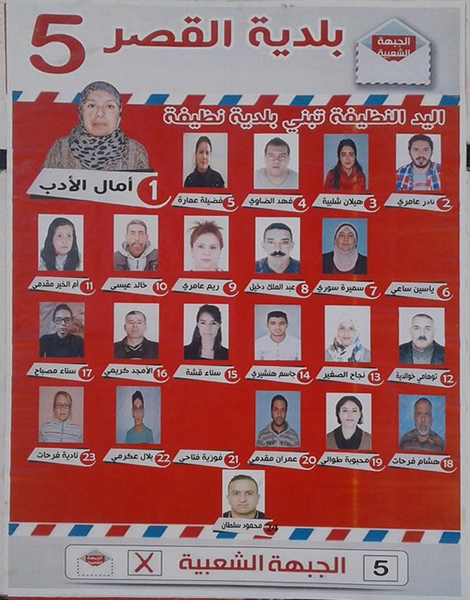 5 بلدية القصر
الجبهة
الشعبية
اليد النظيفة تبني بلدية نظيفة
1 أمال الأدب
2 نادر عامري
3 هيلان شلبية
4 فهد الضاوي
5 فضيلة عمارة
6 ياسين ساعي
7 سميرة سوري
8 عبد الملك دخيل
9 ريم عامري
10 خالد عيسى
11 أم الخير مقدمي
12 توهامي خوالدية
13 نجاح الصغير
14 جاسم هنشيري
15 سناء قشة
16 الأمجد كريمي
17 سناء مصباح
18 هشام فرحات
19 محبوبة طوالي
20 عمران مقدمي
21 فوزية فتاحي
22 بلال عكرمي
23 نادية فرحات
24 محمود سلطان
5 الجبهة الشعبية X